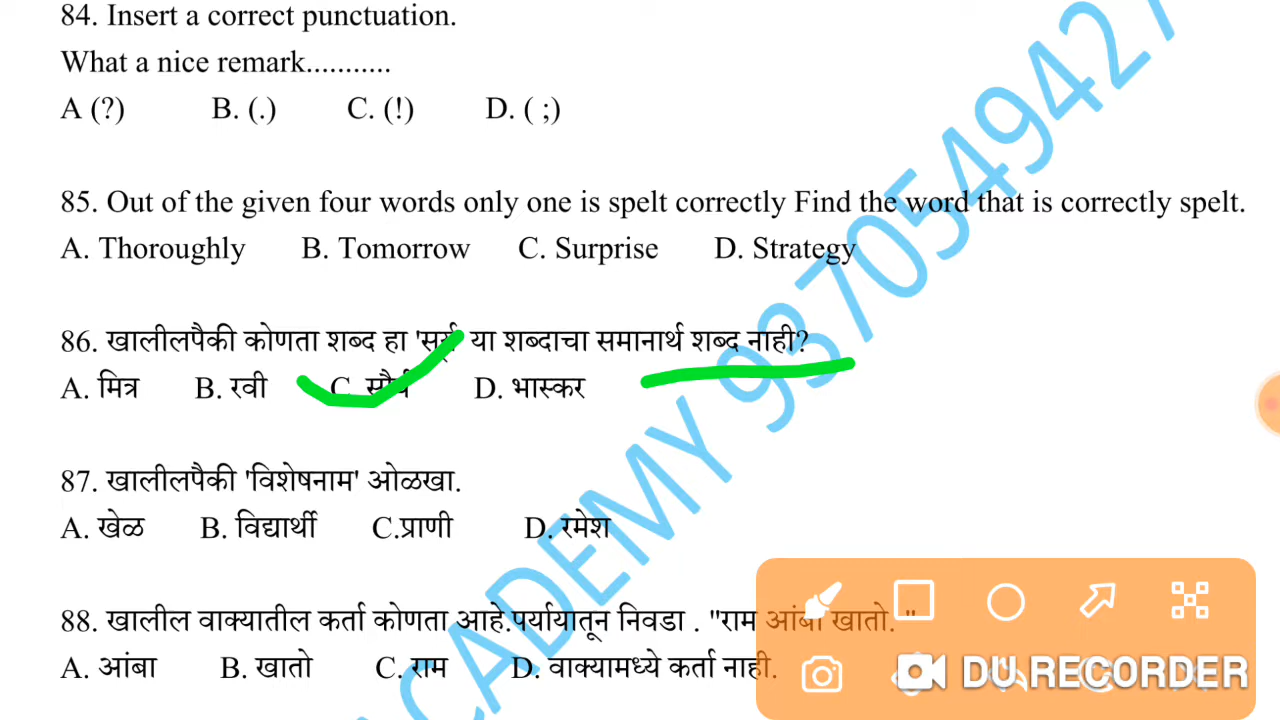 84. Insert a correct punctuation.
What a nice remark...........
A (?) B. (.) C. (!) D. ( ;)
85. Out of the given four words only one is spelt correctly Find the word that is correctly spelt.
A. Thoroughly B. Tomorrow C. Surprise D. Strategy
86. खालीलपैकी कोणता शब्द हा 'सूर्य' या शब्दाचा समानार्थ शब्द नाही?
A. मित्र B. रवी C. D. भास्कर
87. खालीलपैकी 'विशेषनाम' ओळखा.
A. खेळ B. विद्यार्थी C.प्राणी D. रमेश
88. खालील वाक्यातील कर्ता कोणता आहे.पर्यायातून निवडा . "राम आंबा खातो. "
A. आंबा B. खातो C. राम D. वाक्यामध्ये कर्ता नाही.
CADEMY 9370549427
DU RECORDER